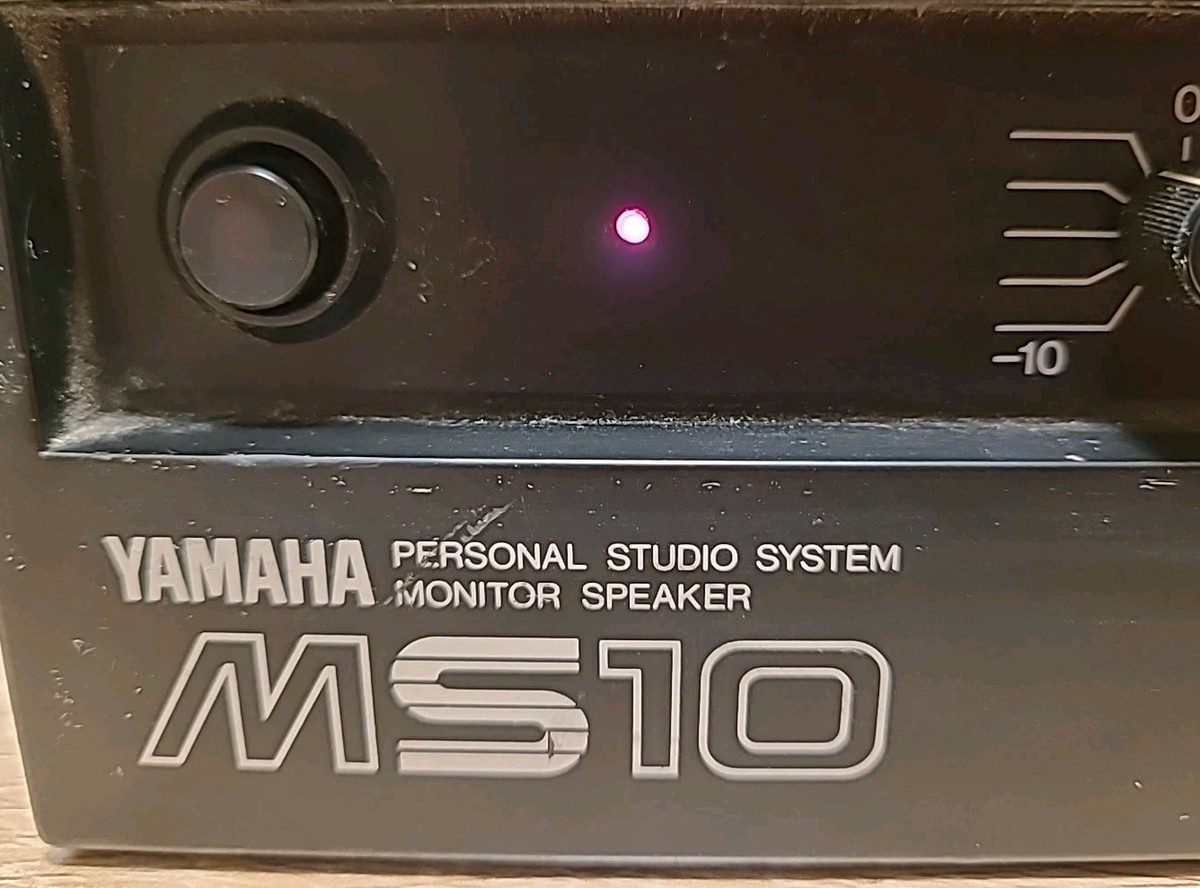 0
-10
YAMAHA PERSONAL STUDIO SYSTEM
MONITOR SPEAKER
MS10